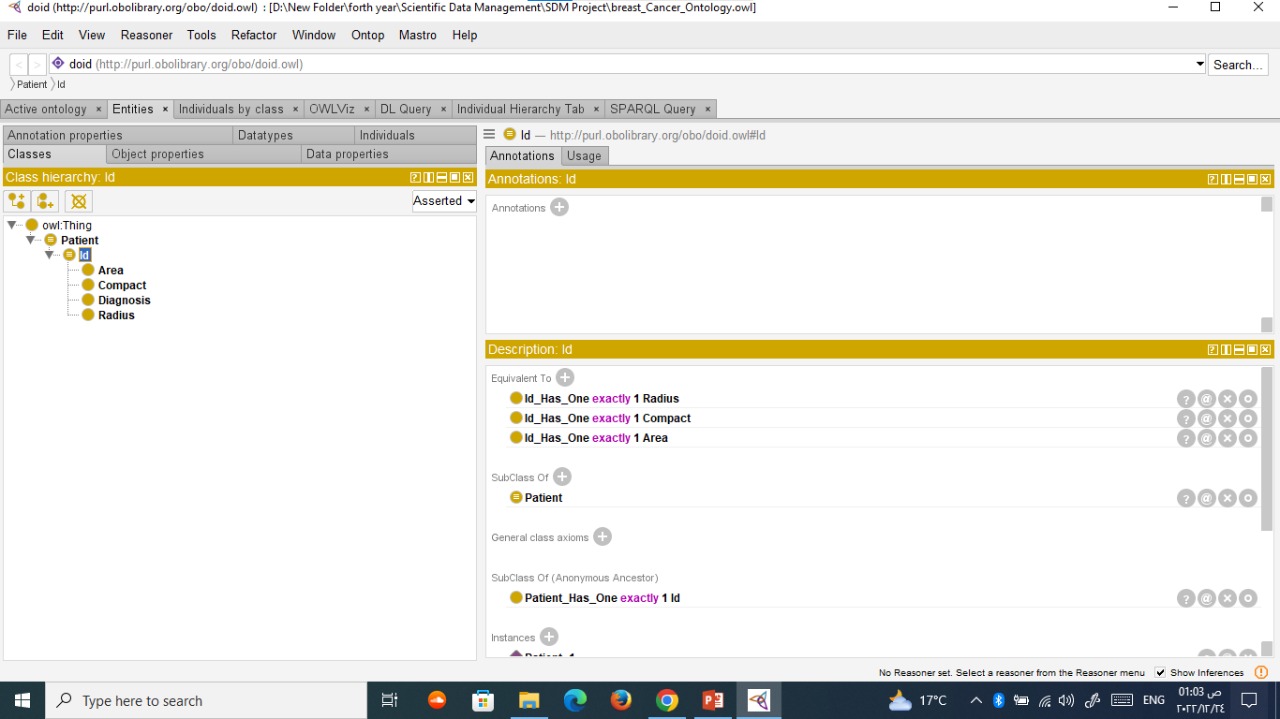 doid (http://purl.obolibrary.org/obo/doid.owl) : [D:\New Folder\forth year\Scientific Data Management\SDM Project\breast_Cancer_Ontology.owl]
File Edit View Reasoner Tools Refactor Window Ontop Mastro Help
< > doid (http://purl.obolibrary.org/obo/doid.owl) Search...
Patient Id
Active ontology × Entities × Individuals by class × OWLViz × DL Query × Individual Hierarchy Tab × SPARQL Query ×
Annotation properties Datatypes Individuals
Classes Object properties Data properties
Class hierarchy: Id
Asserted
owl:Thing
Patient
Id
Area
Compact
Diagnosis
Radius
Id — http://purl.obolibrary.org/obo/doid.owl#Id
Annotations Usage
Annotations: Id
Annotations
Description: Id
Equivalent To
Id_Has_One exactly 1 Radius
Id_Has_One exactly 1 Compact
Id_Has_One exactly 1 Area
SubClass Of
Patient
General class axioms
SubClass Of (Anonymous Ancestor)
Patient_Has_One exactly 1 Id
Instances
No Reasoner set. Select a reasoner from the Reasoner menu Show Inferences
Type here to search
17°C
ENG
01:03 ص
٢٠٢٢/١٢/٢٤